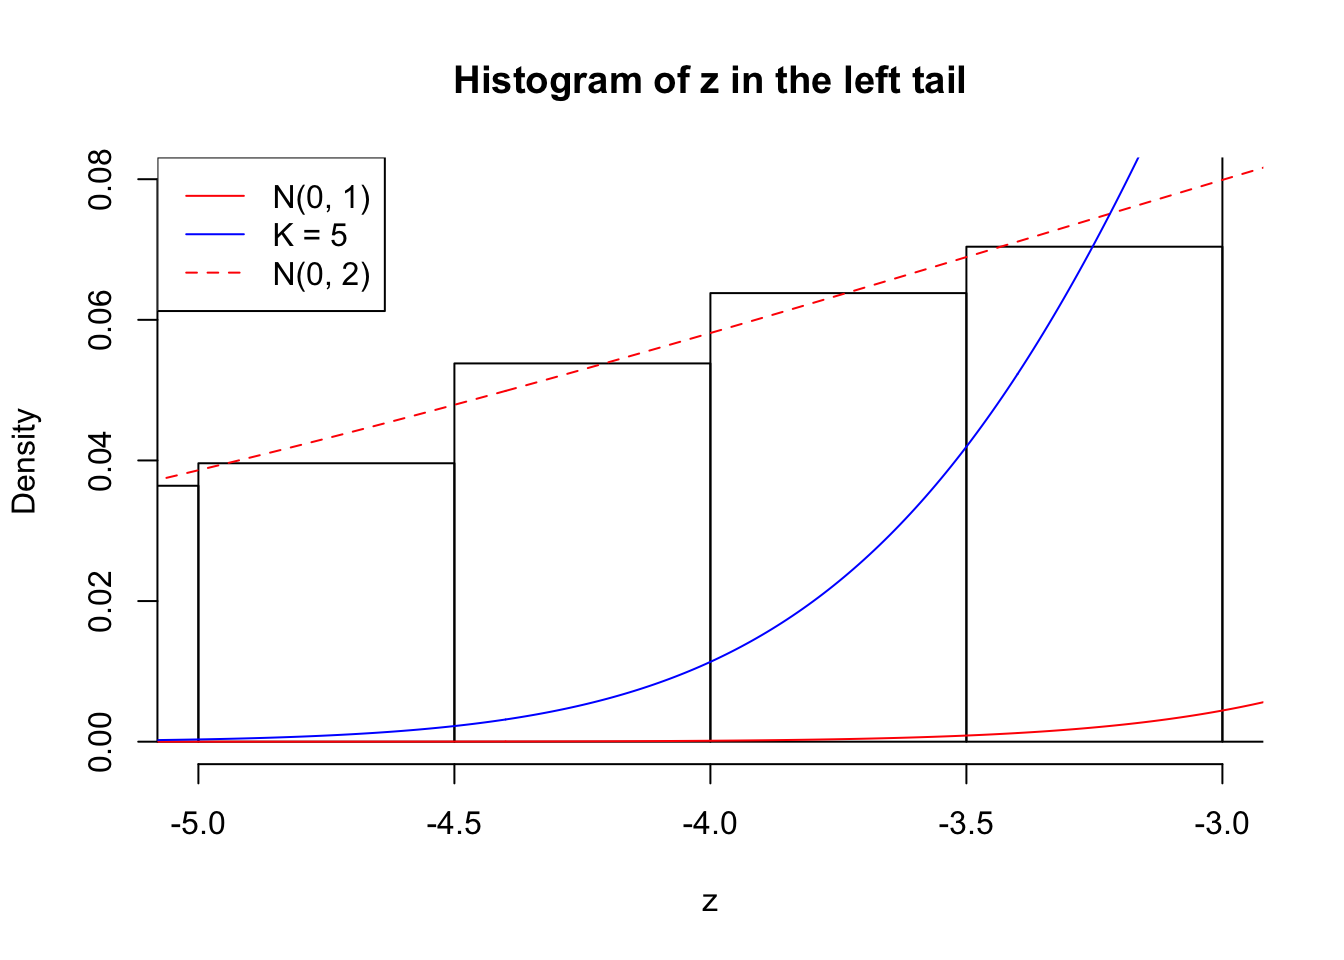 Histogram of z in the left tail
N(0, 1)
K = 5
N(0, 2)
Density
0.08
0.06
0.04
0.02
0.00
-5.0 -4.5 -4.0 -3.5 -3.0
z